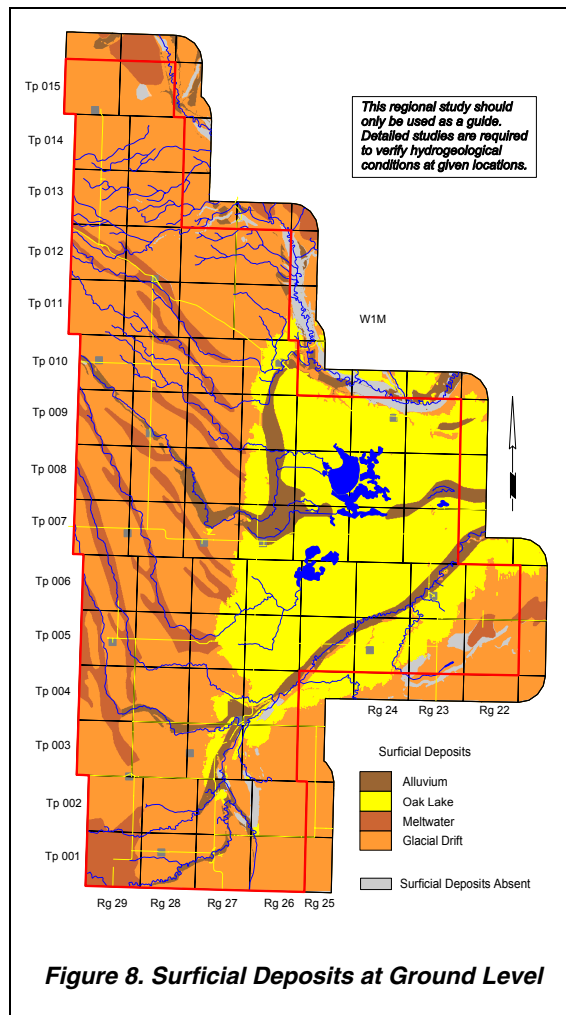 Tp 015
This regional study should
only be used as a guide.
Detailed studies are required
to verify hydrogeological
conditions at given locations.
Tp 014
Tp 013
Tp 012
Tp 011
W1M
Tp 010
Tp 009
Tp 008
Tp 007
Tp 006
Tp 005
Tp 004
Rg 24
Rg 23
Rg 22
Tp 003
Surficial Deposits
Alluvium
Oak Lake
Meltwater
Glacial Drift
Tp 002
Tp 001
Surficial Deposits Absent
Rg 29
Rg 28
Rg 27
Rg 26
Rg 25
Figure 8. Surficial Deposits at Ground Level